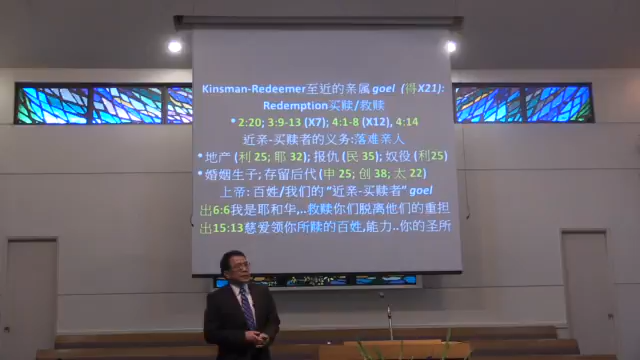 Kinsman-Redeemer至近的亲属 goel (得X21):
Redemption买赎/救赎
* 2:20; 3:9-13 (X7); 4:1-8 (X12), 4:14
近亲-买赎者的义务:落难亲人
* 地产 (利 25; 耶 32); 报仇 (民 35); 奴役 (利25)
* 婚姻生子; 存留后代 (申 25; 创 38; 太 22)
上帝: 百姓/我们的 “近亲-买赎者” goel
出6:6我是耶和华,..救赎你们脱离他们的重担
出15:13慈爱领你所赎的百姓,能力..你的圣所